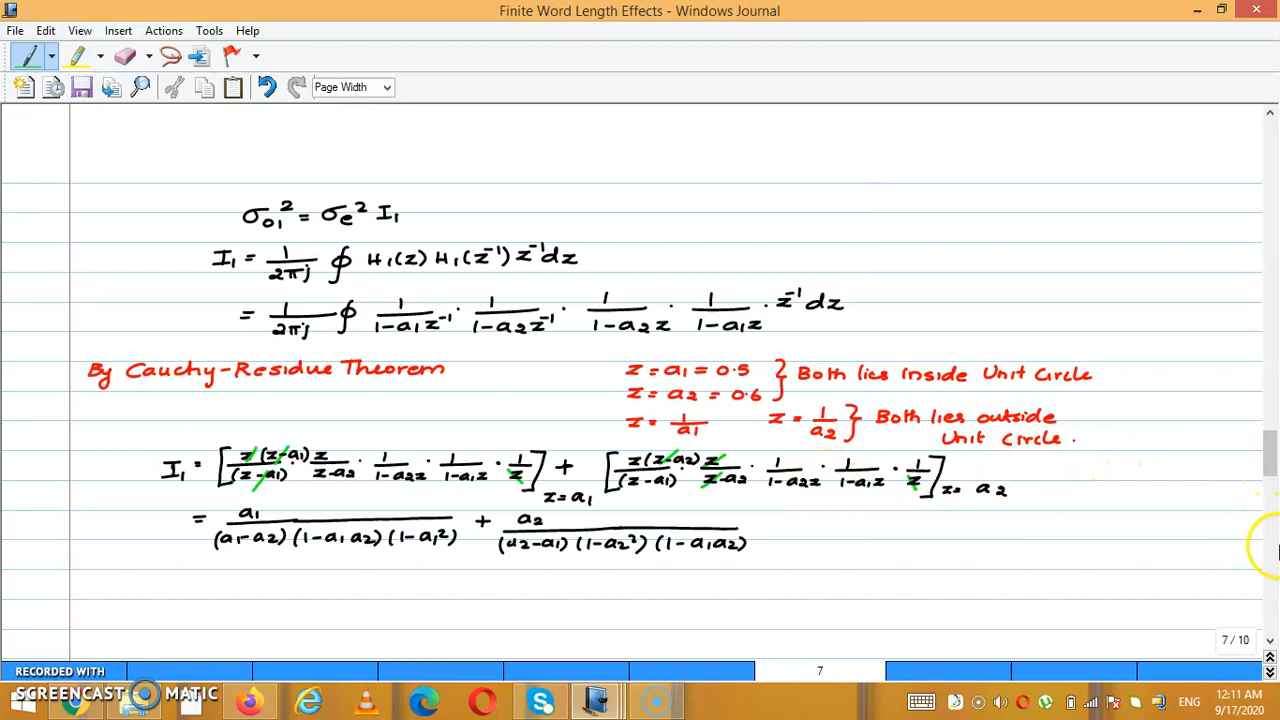 Finite Word Length Effects - Windows Journal
File Edit View Insert Actions Tools Help
Page Width
σ₀₁² = σe² I₁
I₁ = 1/2πj ∮ H₁(z) H₁(z⁻¹) z⁻¹dz
= 1/2πj ∮ 1/1-a₁z⁻¹ · 1/1-a₂z⁻¹ · 1/1-a₂z · 1/1-a₁z · z⁻¹ dz
By Cauchy-Residue Theorem
z = a₁ = 0.5
z = a₂ = 0.6
} Both lies inside Unit Circle
z = 1/a₁ z = 1/a₂ } Both lies outside
Unit Circle.
I₁ = [z(z-a₁)/(z-a₁) · z/z-a₂ · 1/1-a₂z · 1/1-a₁z · 1/z] z=a₁ + [z(z-a₂)/(z-a₁) · z/z-a₂ · 1/1-a₂z · 1/1-a₁z · 1/z] z= a₂
= a₁/(a₁-a₂)(1-a₁a₂)(1-a₁²) + a₂/(a₂-a₁)(1-a₂²)(1-a₁a₂)
7 / 10
7
RECORDED WITH
SCREENCAST MATIC
ENG
12:11 AM
9/17/2020